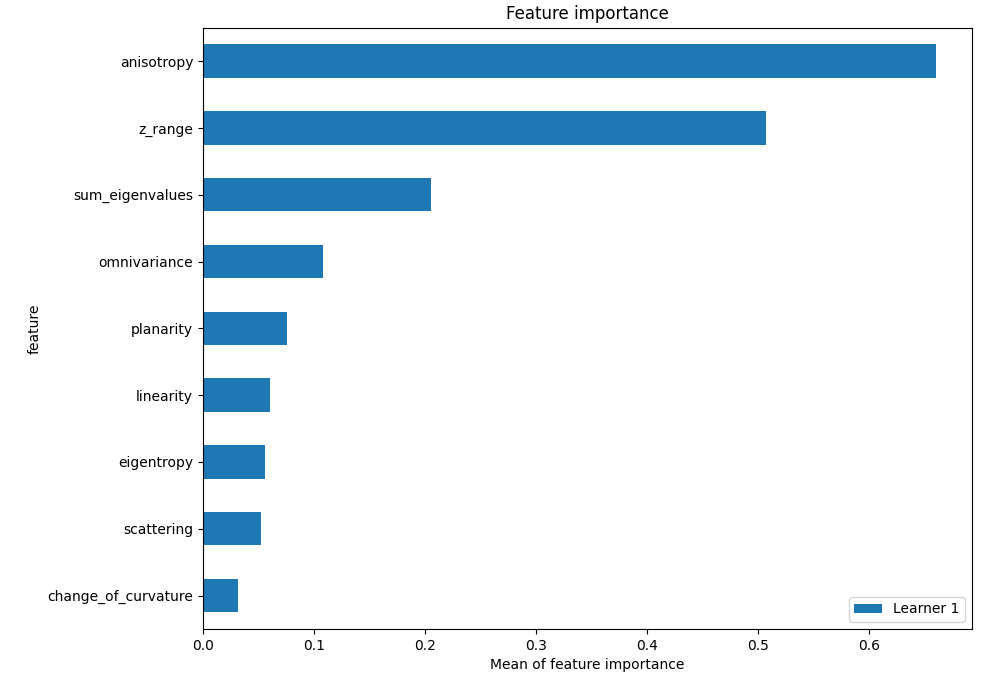 Feature importance
anisotropy
z_range
sum_eigenvalues
omnivariance
planarity
linearity
eigentropy
scattering
change_of_curvature
feature
Learner 1
0.0 0.1 0.2 0.3 0.4 0.5 0.6
Mean of feature importance